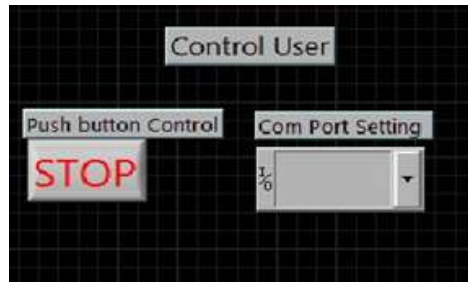 Control User
Push button Control
Com Port Setting
STOP
I/O